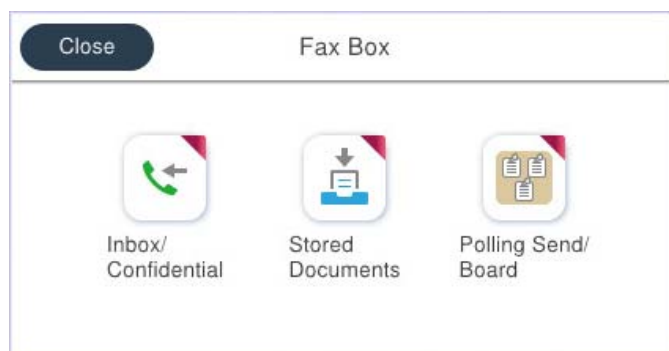 Close
Fax Box
Inbox/
Confidential
Stored
Documents
Polling Send/
Board